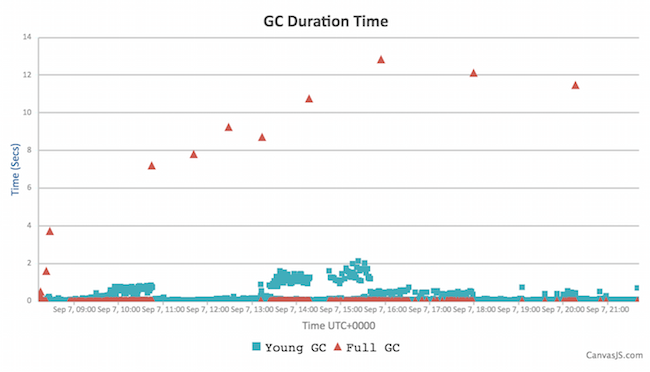 GC Duration Time
14
12
10
8
6
4
2
0
Time (Secs)
Sep 7, 09:00 Sep 7, 10:00 Sep 7, 11:00 Sep 7, 12:00 Sep 7, 13:00 Sep 7, 14:00 Sep 7, 15:00 Sep 7, 16:00 Sep 7, 17:00 Sep 7, 18:00 Sep 7, 19:00 Sep 7, 20:00 Sep 7, 21:00
Time UTC+0000
Young GC Full GC
CanvasJS.com